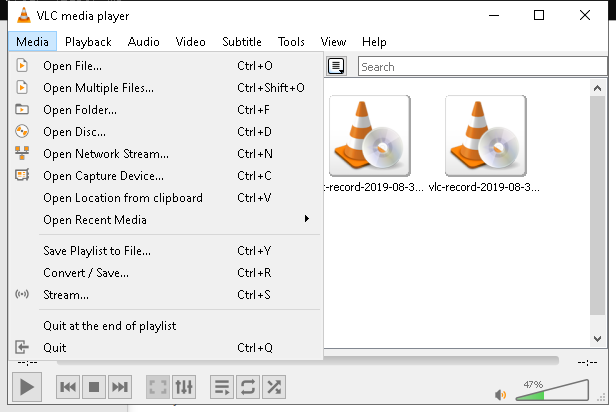 VLC media player
Media Playback Audio Video Subtitle Tools View Help
Search
Open File... Ctrl+O
Open Multiple Files... Ctrl+Shift+O
Open Folder... Ctrl+F
Open Disc... Ctrl+D
Open Network Stream... Ctrl+N
Open Capture Device... Ctrl+C
Open Location from clipboard Ctrl+V
Open Recent Media
Save Playlist to File... Ctrl+Y
Convert / Save... Ctrl+R
Stream... Ctrl+S
Quit at the end of playlist
Quit Ctrl+Q
c-record-2019-08-3... vlc-record-2019-08-3...
--:-- --:--
47%